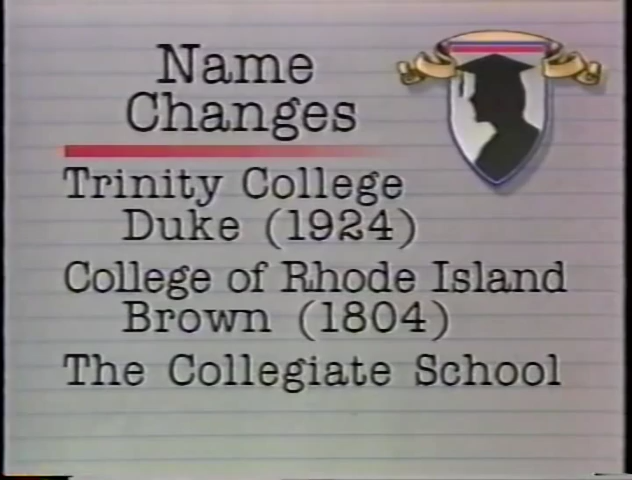 Name
Changes
Trinity College
Duke (1924)
College of Rhode Island
Brown (1804)
The Collegiate School